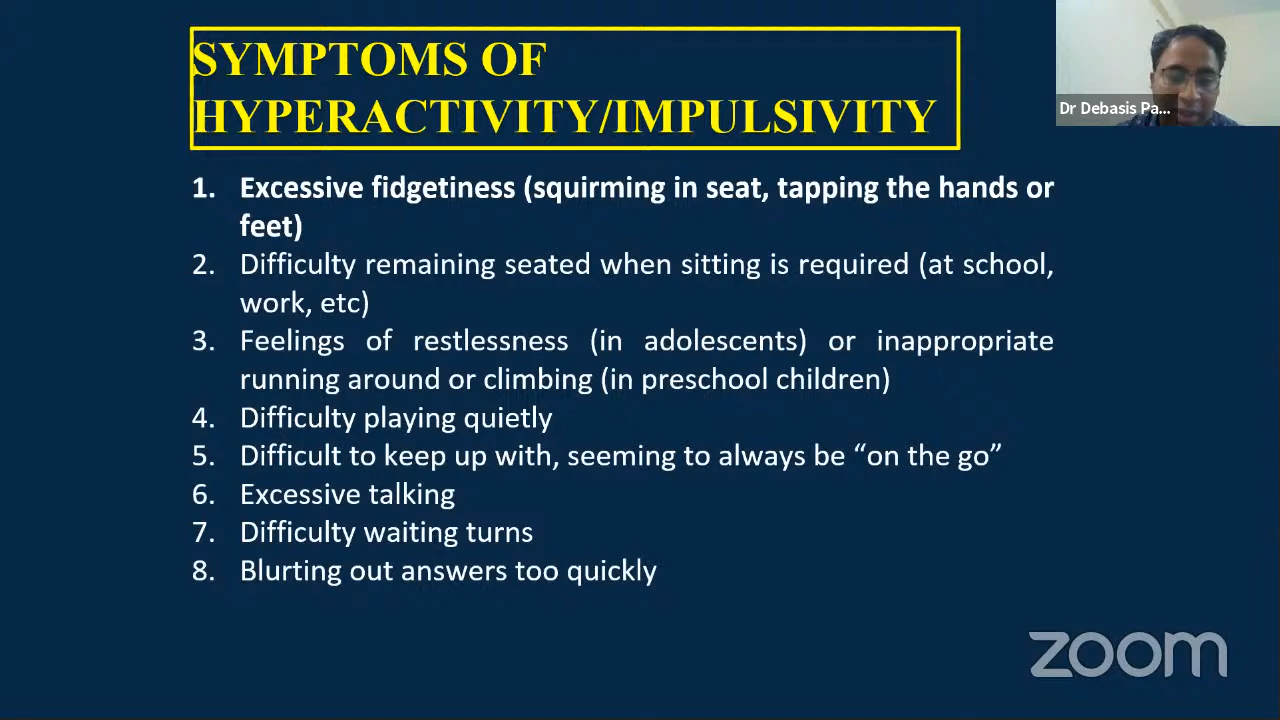 SYMPTOMS OF
HYPERACTIVITY/IMPULSIVITY
Dr Debasis Pa...
1. Excessive fidgetiness (squirming in seat, tapping the hands or
feet)
2. Difficulty remaining seated when sitting is required (at school,
work, etc)
3. Feelings of restlessness (in adolescents) or inappropriate
running around or climbing (in preschool children)
4. Difficulty playing quietly
5. Difficult to keep up with, seeming to always be “on the go”
6. Excessive talking
7. Difficulty waiting turns
8. Blurting out answers too quickly
zoom